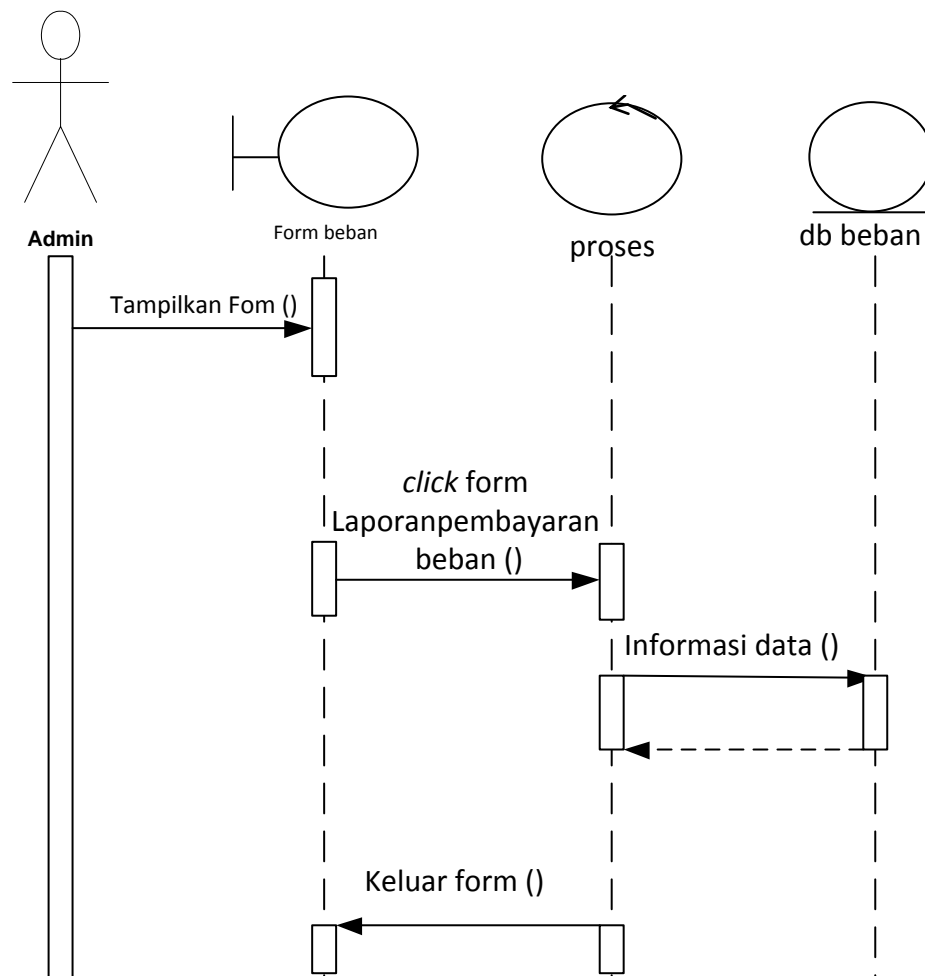 Admin
Form beban
proses
db beban
Tampilkan Fom ()
click form
Laporanpembayaran
beban ()
Informasi data ()
Keluar form ()